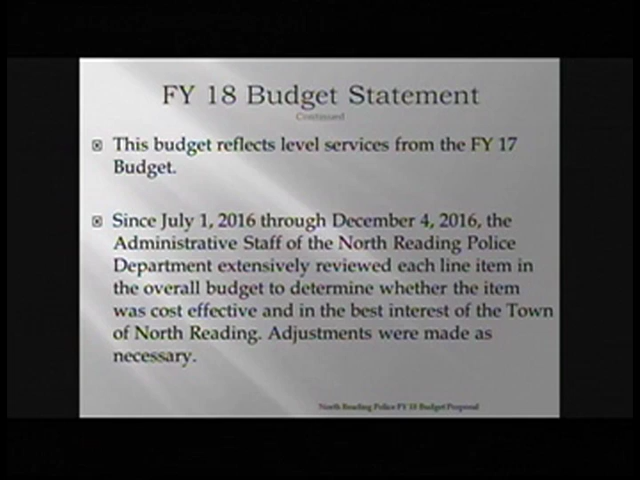 FY 18 Budget Statement
Continued
This budget reflects level services from the FY 17
Budget.
Since July 1, 2016 through December 4, 2016, the
Administrative Staff of the North Reading Police
Department extensively reviewed each line item in
the overall budget to determine whether the item
was cost effective and in the best interest of the Town
of North Reading. Adjustments were made as
necessary.
North Reading Police FY 18 Budget Proposal